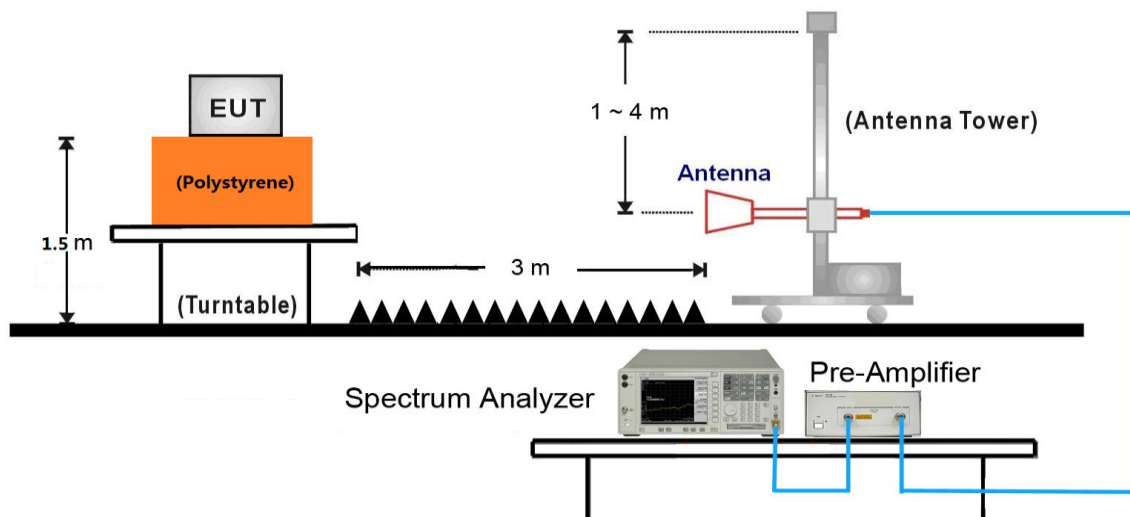 EUT
1 ~ 4 m
(Antenna Tower)
Antenna
(Polystyrene)
1.5 m
3 m
(Turntable)
Spectrum Analyzer
Pre-Amplifier